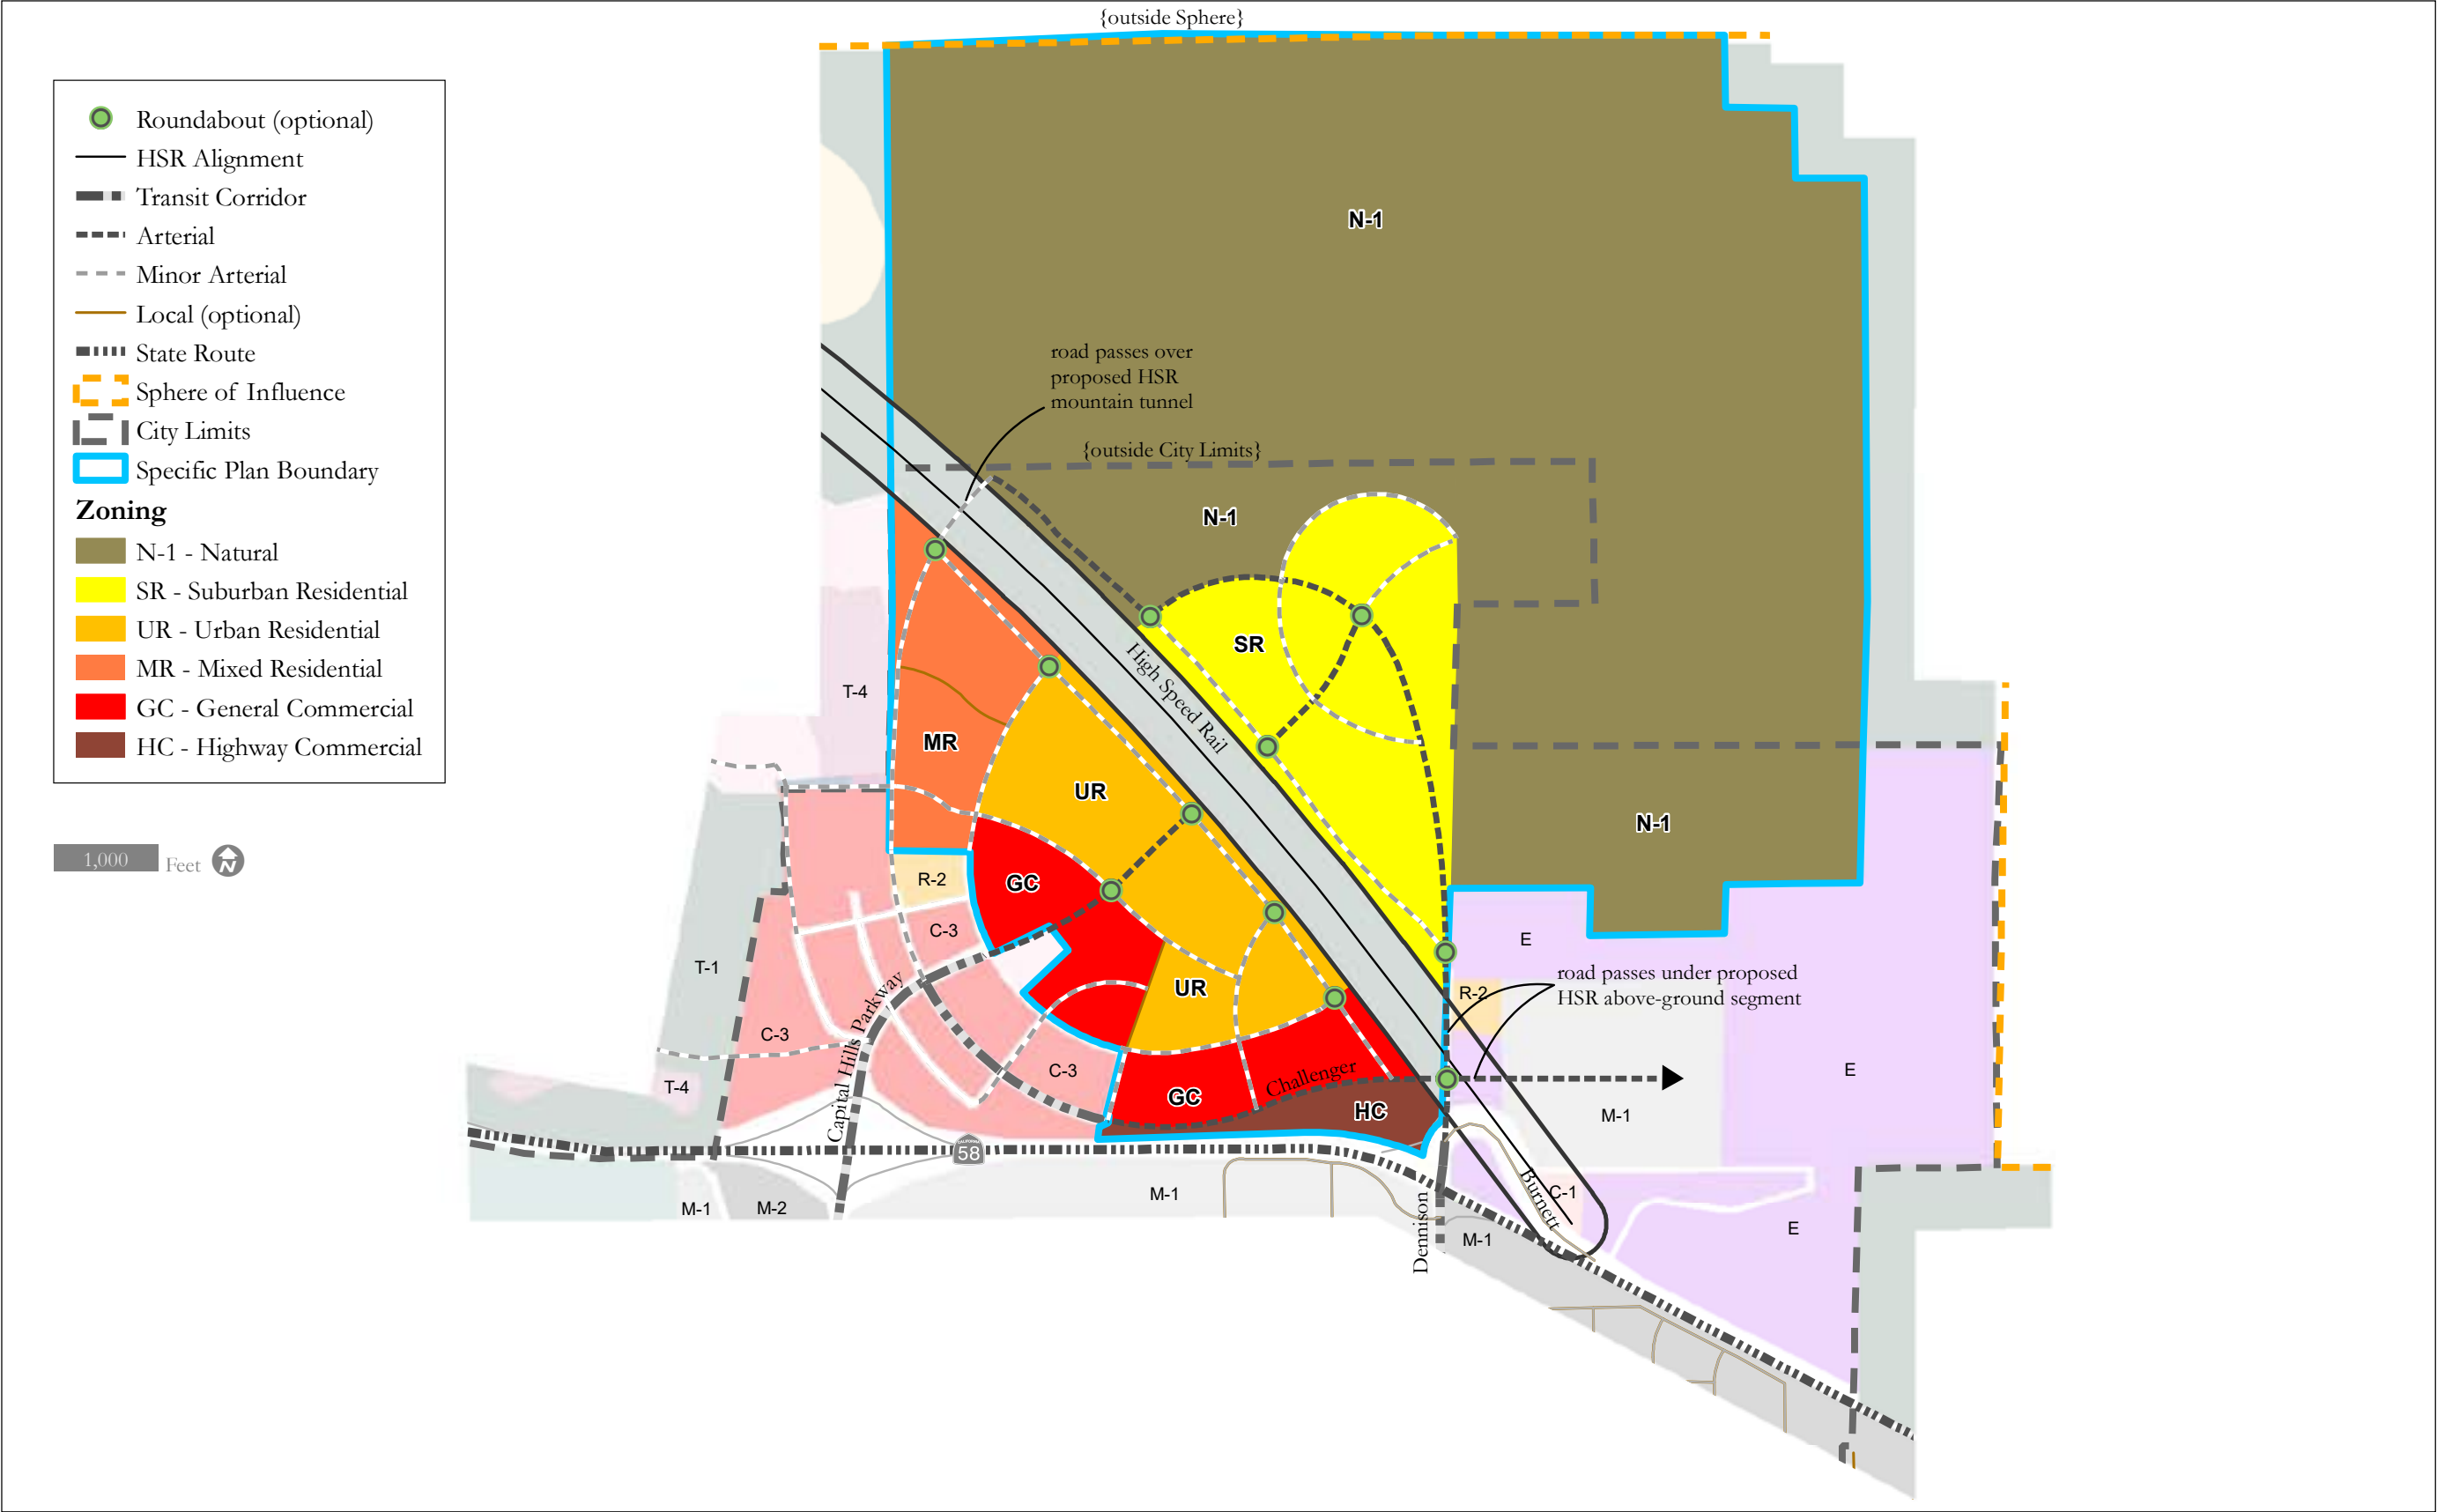 {outside Sphere}
Roundabout (optional)
HSR Alignment
Transit Corridor
Arterial
Minor Arterial
Local (optional)
State Route
Sphere of Influence
City Limits
Specific Plan Boundary
Zoning
N-1 - Natural
SR - Suburban Residential
UR - Urban Residential
MR - Mixed Residential
GC - General Commercial
HC - Highway Commercial
1,000 Feet N
N-1
road passes over
proposed HSR
mountain tunnel
{outside City Limits}
N-1
SR
High Speed Rail
T-4
MR
UR
N-1
R-2
GC
C-3
E
T-1
UR
road passes under proposed
HSR above-ground segment
R-2
Capital Hills Parkway
C-3
C-3
E
T-4
Challenger
GC
HC
M-1
CALIFORNIA
58
M-1
M-2
M-1
Dennison
M-1
Burnett
C-1
E